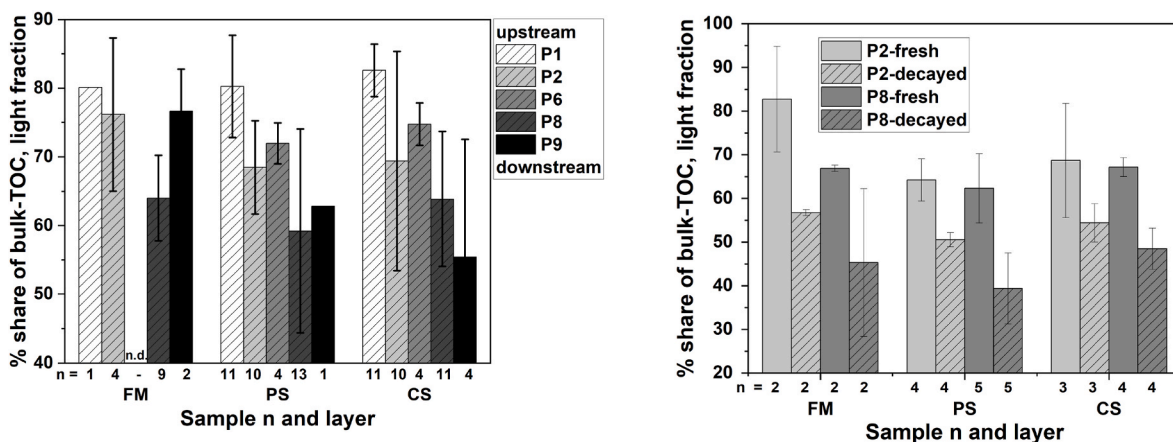 % share of bulk-TOC, light fraction
90
80
70
60
50
40
upstream
P1
P2
P6
P8
P9
downstream
n.d.
n = 1 4 - 9 2 11 10 4 13 1 11 10 4 11 4
FM PS CS
Sample n and layer
% share of bulk-TOC, light fraction
100
90
80
70
60
50
40
30
20
P2-fresh
P2-decayed
P8-fresh
P8-decayed
n = 2 2 2 2 4 4 5 5 3 3 4 4
FM PS CS
Sample n and layer